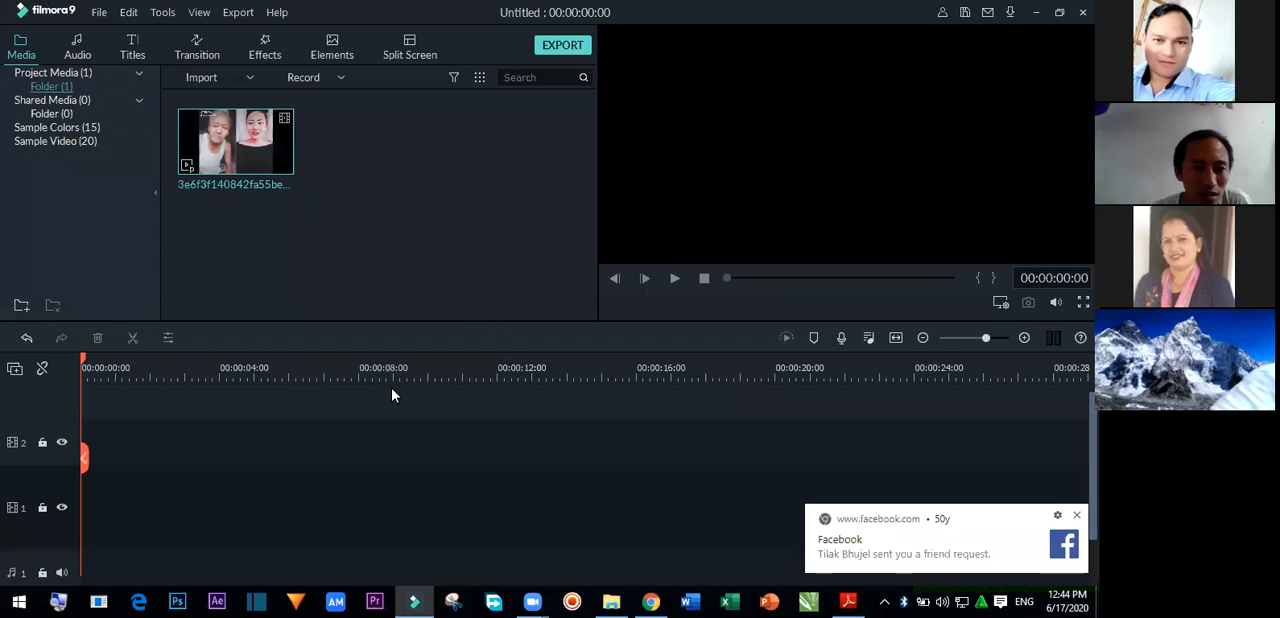 filmora9 File Edit Tools View Export Help Untitled : 00:00:00:00
Media Audio Titles Transition Effects Elements Split Screen EXPORT
Project Media (1)
Folder (1)
Shared Media (0)
Folder (0)
Sample Colors (15)
Sample Video (20)
Import Record Search
3e6f3f140842fa55be...
00:00:00:00
00:00:00:00 00:00:04:00 00:00:08:00 00:00:12:00 00:00:16:00 00:00:20:00 00:00:24:00 00:00:28
2
1
1
www.facebook.com • 50y
Facebook
Tilak Bhujel sent you a friend request.
Ps Ae AM Pr ENG
12:44 PM
6/17/2020